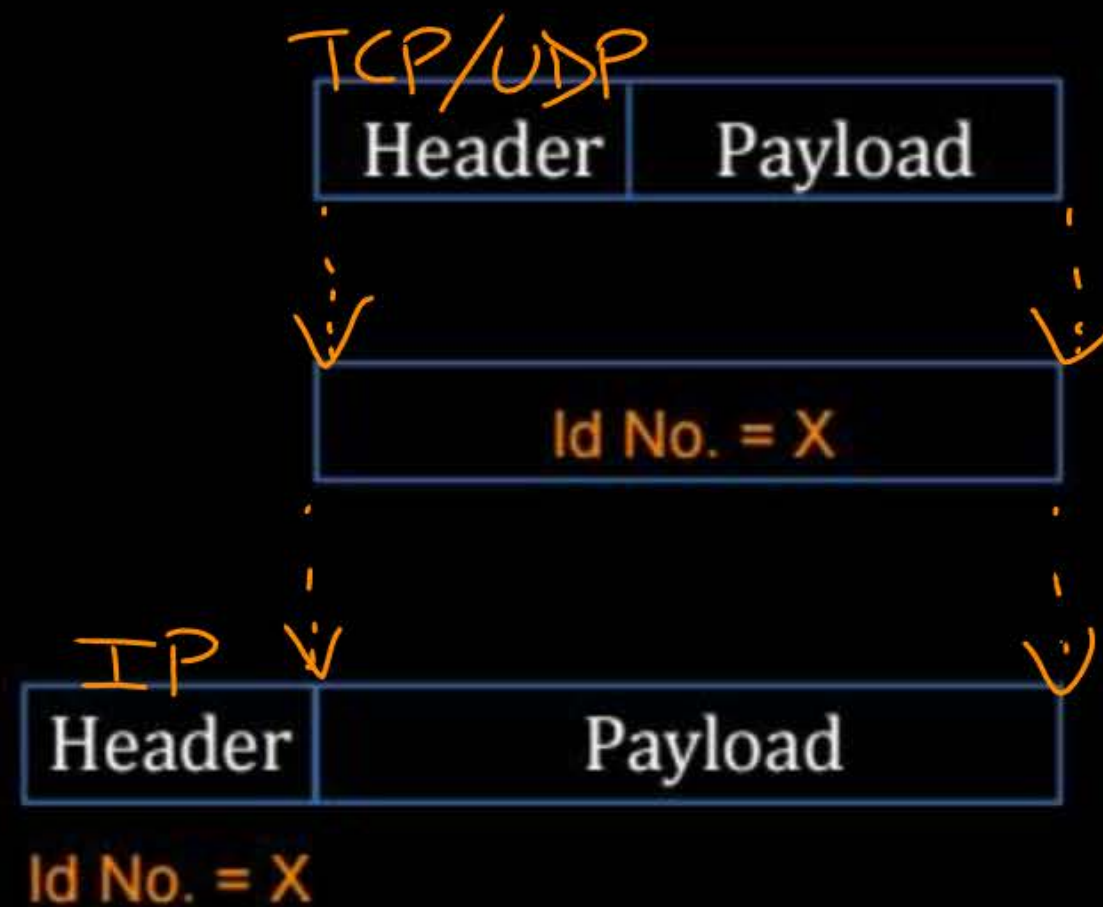 TCP/UDP
Header Payload
Id No. = X
IP
Header Payload
Id No. = X